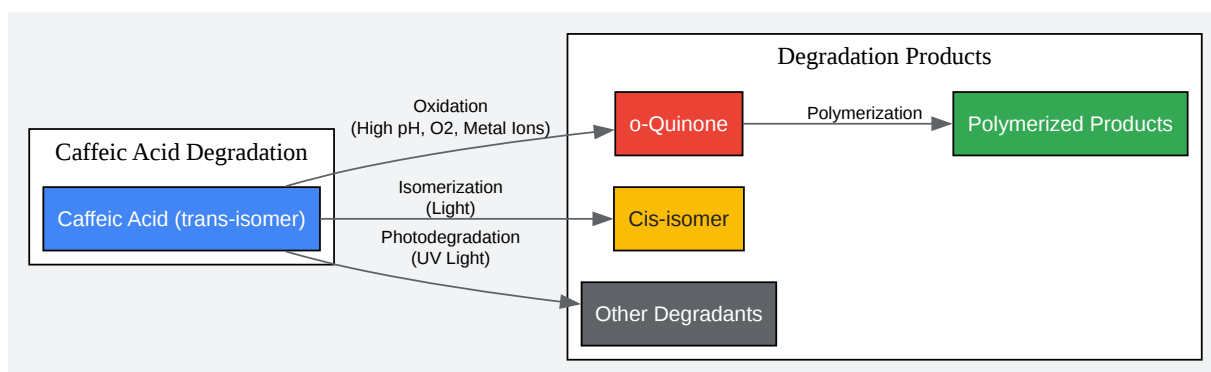 Degradation Products
Oxidation
(High pH, O2, Metal Ions)
o-Quinone
Polymerization
Polymerized Products
Caffeic Acid Degradation
Caffeic Acid (trans-isomer)
Isomerization
(Light)
Cis-isomer
Photodegradation
(UV Light)
Other Degradants